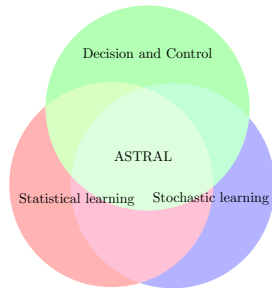 Decision and Control
ASTRAL
Statistical learning
Stochastic learning